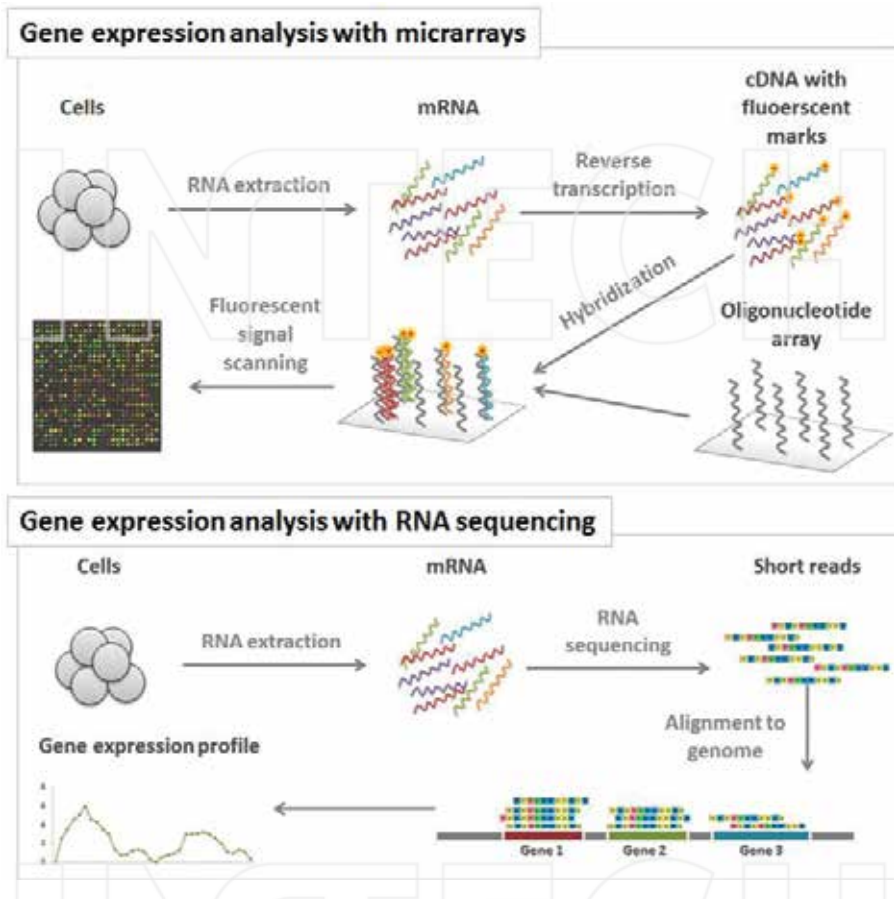 Gene expression analysis with micrarrays
Cells
mRNA
cDNA with
fluoerscent
marks
RNA extraction
Reverse
transcription
Hybridization
Fluorescent
signal
scanning
Oligonucleotide
array
Gene expression analysis with RNA sequencing
Cells
mRNA
Short reads
RNA extraction
RNA
sequencing
Alignment to
genome
Gene expression profile
Gene 1
Gene 2
Gene 3
INTECH